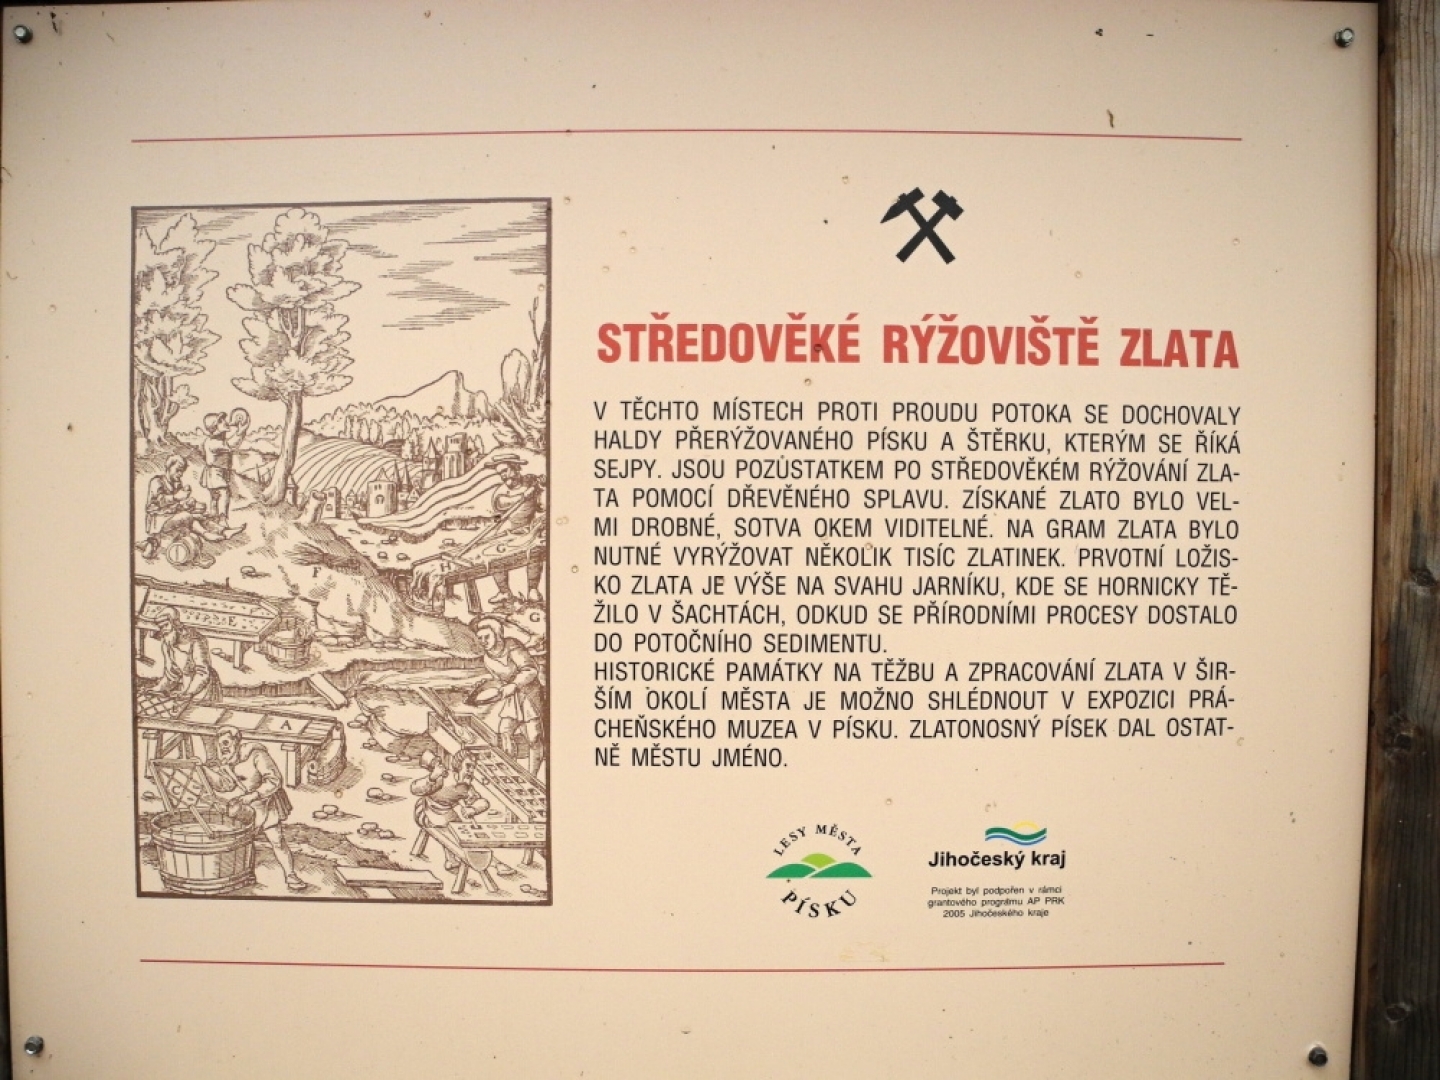 STŘEDOVĚKÉ RÝŽOVIŠTĚ ZLATA
V TĚCHTO MÍSTECH PROTI PROUDU POTOKA SE DOCHOVALY
HALDY PŘERÝŽOVANÉHO PÍSKU A ŠTĚRKU, KTERÝM SE ŘÍKÁ
SEJPY. JSOU POZŮSTATKEM PO STŘEDOVĚKÉM RÝŽOVÁNÍ ZLA-
TA POMOCÍ DŘEVĚNÉHO SPLAVU. ZÍSKANÉ ZLATO BYLO VEL-
MI DROBNÉ, SOTVA OKEM VIDITELNÉ. NA GRAM ZLATA BYLO
NUTNÉ VYRÝŽOVAT NĚKOLIK TISÍC ZLATINEK. PRVOTNÍ LOŽIS-
KO ZLATA JE VÝŠE NA SVAHU JARNÍKU, KDE SE HORNICKY TĚ-
ŽILO V ŠACHTÁCH, ODKUD SE PŘÍRODNÍMI PROCESY DOSTALO
DO POTOČNÍHO SEDIMENTU.
HISTORICKÉ PAMÁTKY NA TĚŽBU A ZPRACOVÁNÍ ZLATA V ŠIR-
ŠÍM OKOLÍ MĚSTA JE MOŽNO SHLÉDNOUT V EXPOZICI PRÁ-
CHEŇSKÉHO MUZEA V PÍSKU. ZLATONOSNÝ PÍSEK DAL OSTAT-
NĚ MĚSTU JMÉNO.
LESY MĚSTA
PÍSKU
Jihočeský kraj
Projekt byl podpořen v rámci
grantového prográmu AP PRK
2005 Jihočeského kraje
F
H
G
G
E
A
C